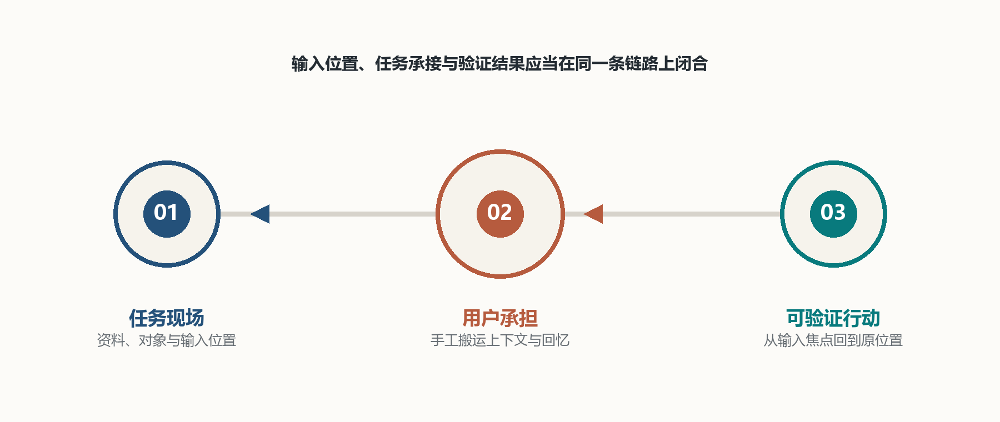 输入位置、任务承接与验证结果应当在同一条链路上闭合
01
02
03
任务现场
资料、对象与输入位置
用户承担
手工搬运上下文与回忆
可验证行动
从输入焦点回到原位置